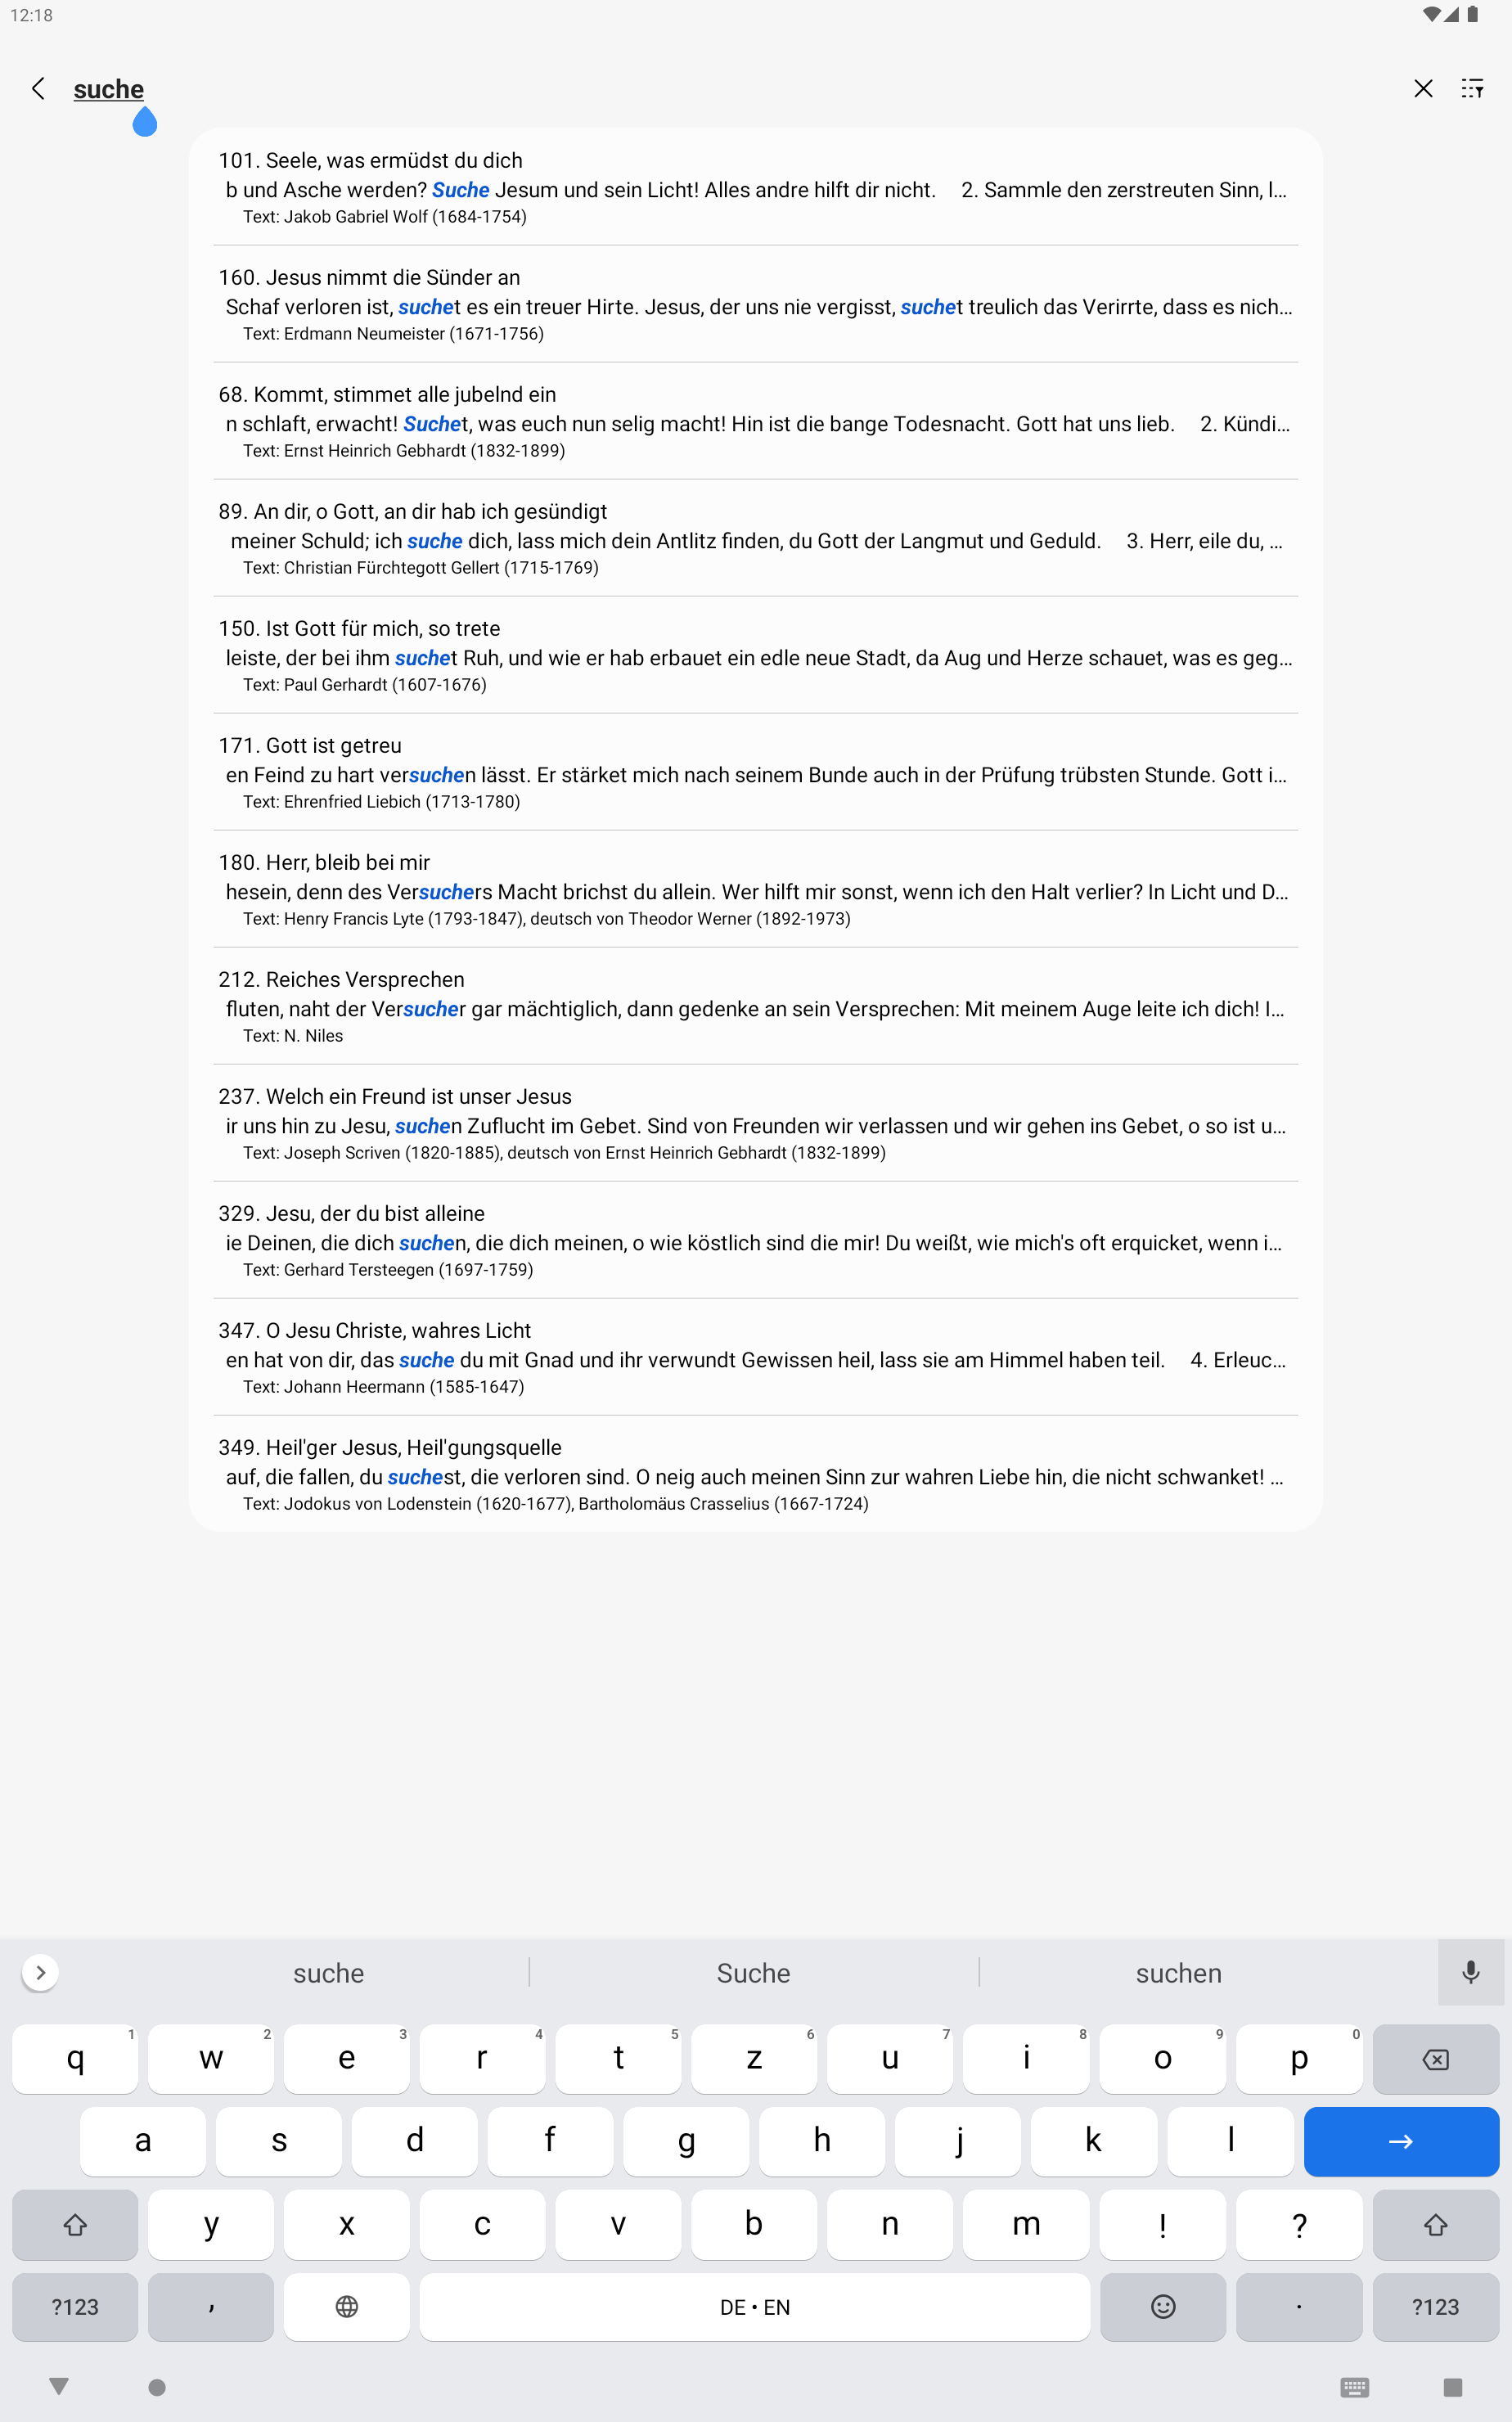 12:18
suche
101. Seele, was ermüdst du dich
b und Asche werden? Suche Jesum und sein Licht! Alles andre hilft dir nicht. 2. Sammle den zerstreuten Sinn, l…
Text: Jakob Gabriel Wolf (1684-1754)
160. Jesus nimmt die Sünder an
Schaf verloren ist, suchet es ein treuer Hirte. Jesus, der uns nie vergisst, suchet treulich das Verirrte, dass es nich…
Text: Erdmann Neumeister (1671-1756)
68. Kommt, stimmet alle jubelnd ein
n schlaft, erwacht! Suchet, was euch nun selig macht! Hin ist die bange Todesnacht. Gott hat uns lieb. 2. Kündi…
Text: Ernst Heinrich Gebhardt (1832-1899)
89. An dir, o Gott, an dir hab ich gesündigt
meiner Schuld; ich suche dich, lass mich dein Antlitz finden, du Gott der Langmut und Geduld. 3. Herr, eile du, …
Text: Christian Fürchtegott Gellert (1715-1769)
150. Ist Gott für mich, so trete
leiste, der bei ihm suchet Ruh, und wie er hab erbauet ein edle neue Stadt, da Aug und Herze schauet, was es geg…
Text: Paul Gerhardt (1607-1676)
171. Gott ist getreu
en Feind zu hart versuchen lässt. Er stärket mich nach seinem Bunde auch in der Prüfung trübsten Stunde. Gott i…
Text: Ehrenfried Liebich (1713-1780)
180. Herr, bleib bei mir
hesein, denn des Versuchers Macht brichst du allein. Wer hilft mir sonst, wenn ich den Halt verlier? In Licht und D…
Text: Henry Francis Lyte (1793-1847), deutsch von Theodor Werner (1892-1973)
212. Reiches Versprechen
fluten, naht der Versucher gar mächtiglich, dann gedenke an sein Versprechen: Mit meinem Auge leite ich dich! I…
Text: N. Niles
237. Welch ein Freund ist unser Jesus
ir uns hin zu Jesu, suchen Zuflucht im Gebet. Sind von Freunden wir verlassen und wir gehen ins Gebet, o so ist u…
Text: Joseph Scriven (1820-1885), deutsch von Ernst Heinrich Gebhardt (1832-1899)
329. Jesu, der du bist alleine
ie Deinen, die dich suchen, die dich meinen, o wie köstlich sind die mir! Du weißt, wie mich's oft erquicket, wenn i…
Text: Gerhard Tersteegen (1697-1759)
347. O Jesu Christe, wahres Licht
en hat von dir, das suche du mit Gnad und ihr verwundt Gewissen heil, lass sie am Himmel haben teil. 4. Erleuc…
Text: Johann Heermann (1585-1647)
349. Heil'ger Jesus, Heil'gungsquelle
auf, die fallen, du suchest, die verloren sind. O neig auch meinen Sinn zur wahren Liebe hin, die nicht schwanket! …
Text: Jodokus von Lodenstein (1620-1677), Bartholomäus Crasselius (1667-1724)
suche Suche suchen
q 1 w 2 e 3 r 4 t 5 z 6 u 7 i 8 o 9 p 0
a s d f g h j k l
y x c v b n m ! ?
?123 , DE • EN . ?123